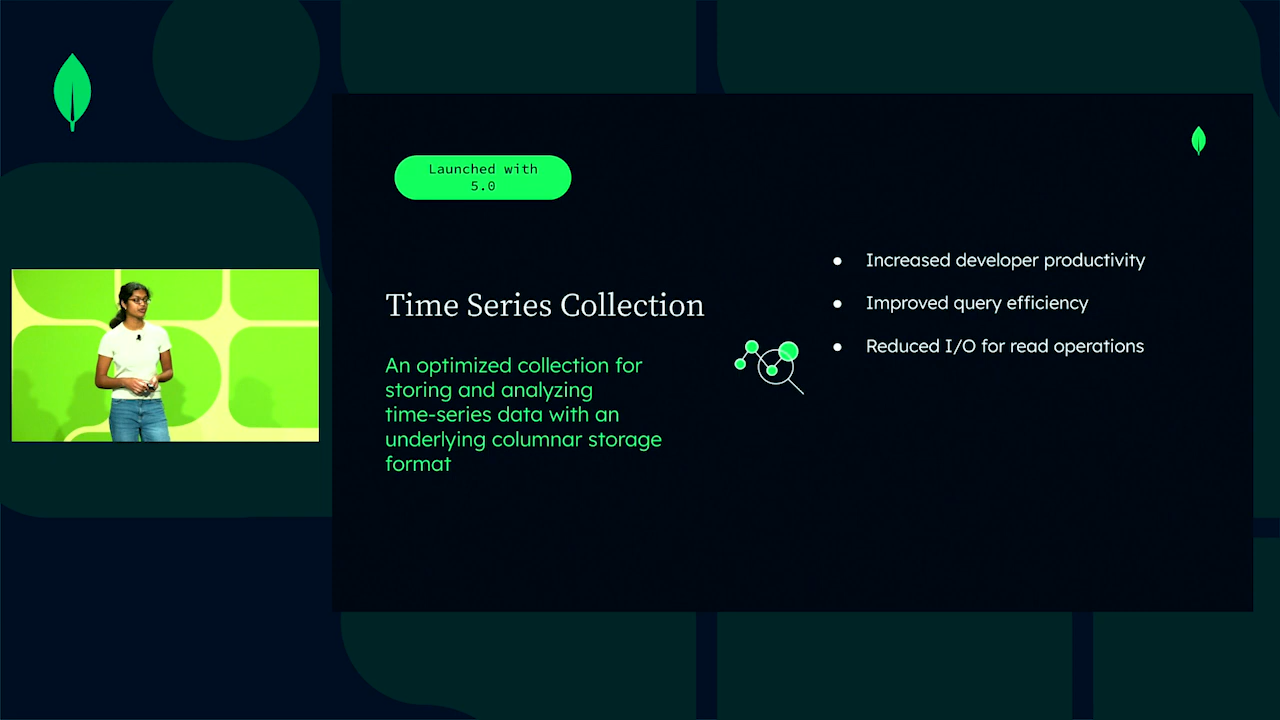 Launched with
5.0
Time Series Collection
An optimized collection for
storing and analyzing
time-series data with an
underlying columnar storage
format
● Increased developer productivity
● Improved query efficiency
● Reduced I/O for read operations